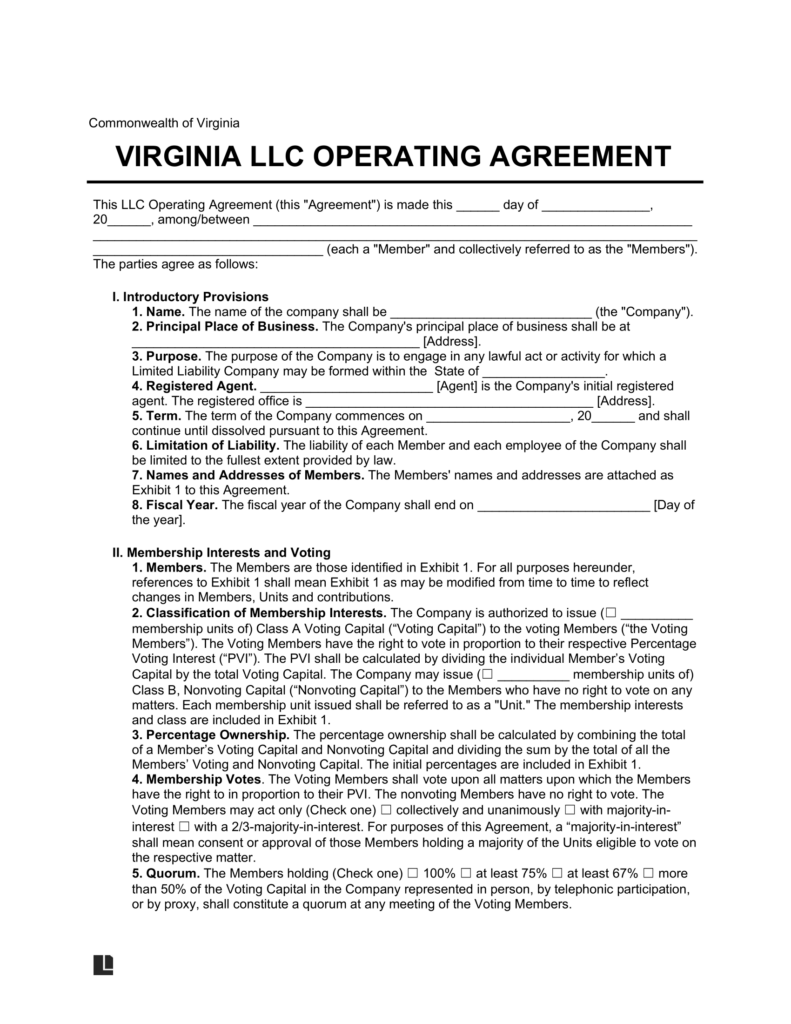 Commonwealth of Virginia
VIRGINIA LLC OPERATING AGREEMENT
This LLC Operating Agreement (this "Agreement") is made this ______ day of _______________,
20______, among/between _____________________________________________________________
____________________________________________________________________________________
________________________________ (each a "Member" and collectively referred to as the "Members").
The parties agree as follows:
I. Introductory Provisions
1. Name. The name of the company shall be ____________________________ (the "Company").
2. Principal Place of Business. The Company's principal place of business shall be at
________________________________________ [Address].
3. Purpose. The purpose of the Company is to engage in any lawful act or activity for which a
Limited Liability Company may be formed within the State of _________________.
4. Registered Agent. ________________________ [Agent] is the Company's initial registered
agent. The registered office is ________________________________________ [Address].
5. Term. The term of the Company commences on ____________________, 20______ and shall
continue until dissolved pursuant to this Agreement.
6. Limitation of Liability. The liability of each Member and each employee of the Company shall
be limited to the fullest extent provided by law.
7. Names and Addresses of Members. The Members' names and addresses are attached as
Exhibit 1 to this Agreement.
8. Fiscal Year. The fiscal year of the Company shall end on ________________________ [Day of
the year].
II. Membership Interests and Voting
1. Members. The Members are those identified in Exhibit 1. For all purposes hereunder,
references to Exhibit 1 shall mean Exhibit 1 as may be modified from time to time to reflect
changes in Members, Units and contributions.
2. Classification of Membership Interests. The Company is authorized to issue (☐ __________
membership units of) Class A Voting Capital (“Voting Capital”) to the voting Members (“the Voting
Members”). The Voting Members have the right to vote in proportion to their respective Percentage
Voting Interest (“PVI”). The PVI shall be calculated by dividing the individual Member’s Voting
Capital by the total Voting Capital. The Company may issue (☐ __________ membership units of)
Class B, Nonvoting Capital (“Nonvoting Capital”) to the Members who have no right to vote on any
matters. Each membership unit issued shall be referred to as a "Unit." The membership interests
and class are included in Exhibit 1.
3. Percentage Ownership. The percentage ownership shall be calculated by combining the total
of a Member’s Voting Capital and Nonvoting Capital and dividing the sum by the total of all the
Members’ Voting and Nonvoting Capital. The initial percentages are included in Exhibit 1.
4. Membership Votes. The Voting Members shall vote upon all matters upon which the Members
have the right to in proportion to their PVI. The nonvoting Members have no right to vote. The
Voting Members may act only (Check one) ☐ collectively and unanimously ☐ with majority-in-
interest ☐ with a 2/3-majority-in-interest. For purposes of this Agreement, a “majority-in-interest”
shall mean consent or approval of those Members holding a majority of the Units eligible to vote on
the respective matter.
5. Quorum. The Members holding (Check one) ☐ 100% ☐ at least 75% ☐ at least 67% ☐ more
than 50% of the Voting Capital in the Company represented in person, by telephonic participation,
or by proxy, shall constitute a quorum at any meeting of the Voting Members.